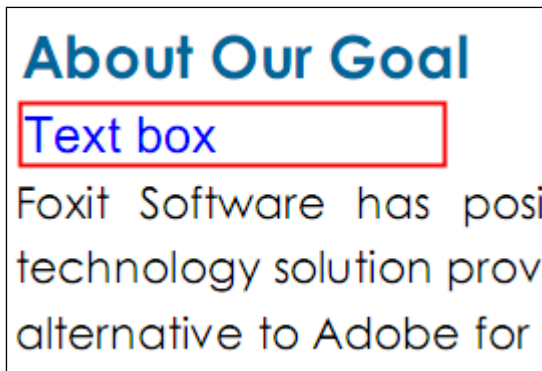 About Our Goal
Text box
Foxit Software has posi
technology solution prov
alternative to Adobe for